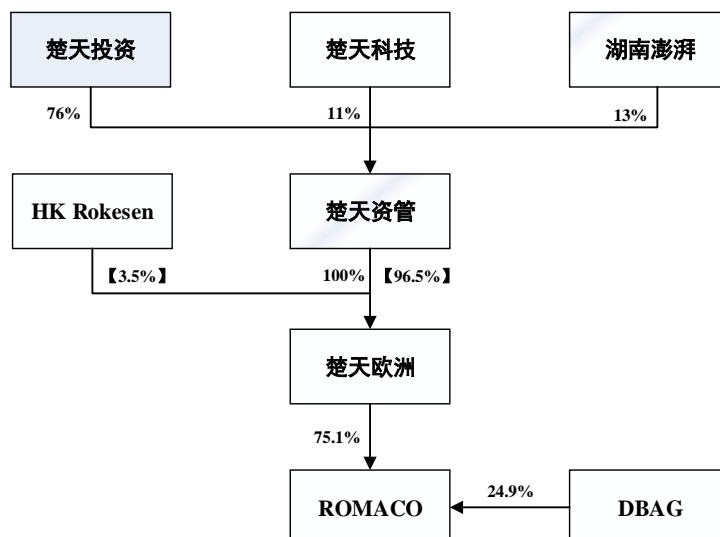 楚天投资
楚天科技
湖南澎湃
76%
11%
13%
HK Rokesen
楚天资管
【3.5%】
100%
【96.5%】
楚天欧洲
75.1%
ROMACO
24.9%
DBAG